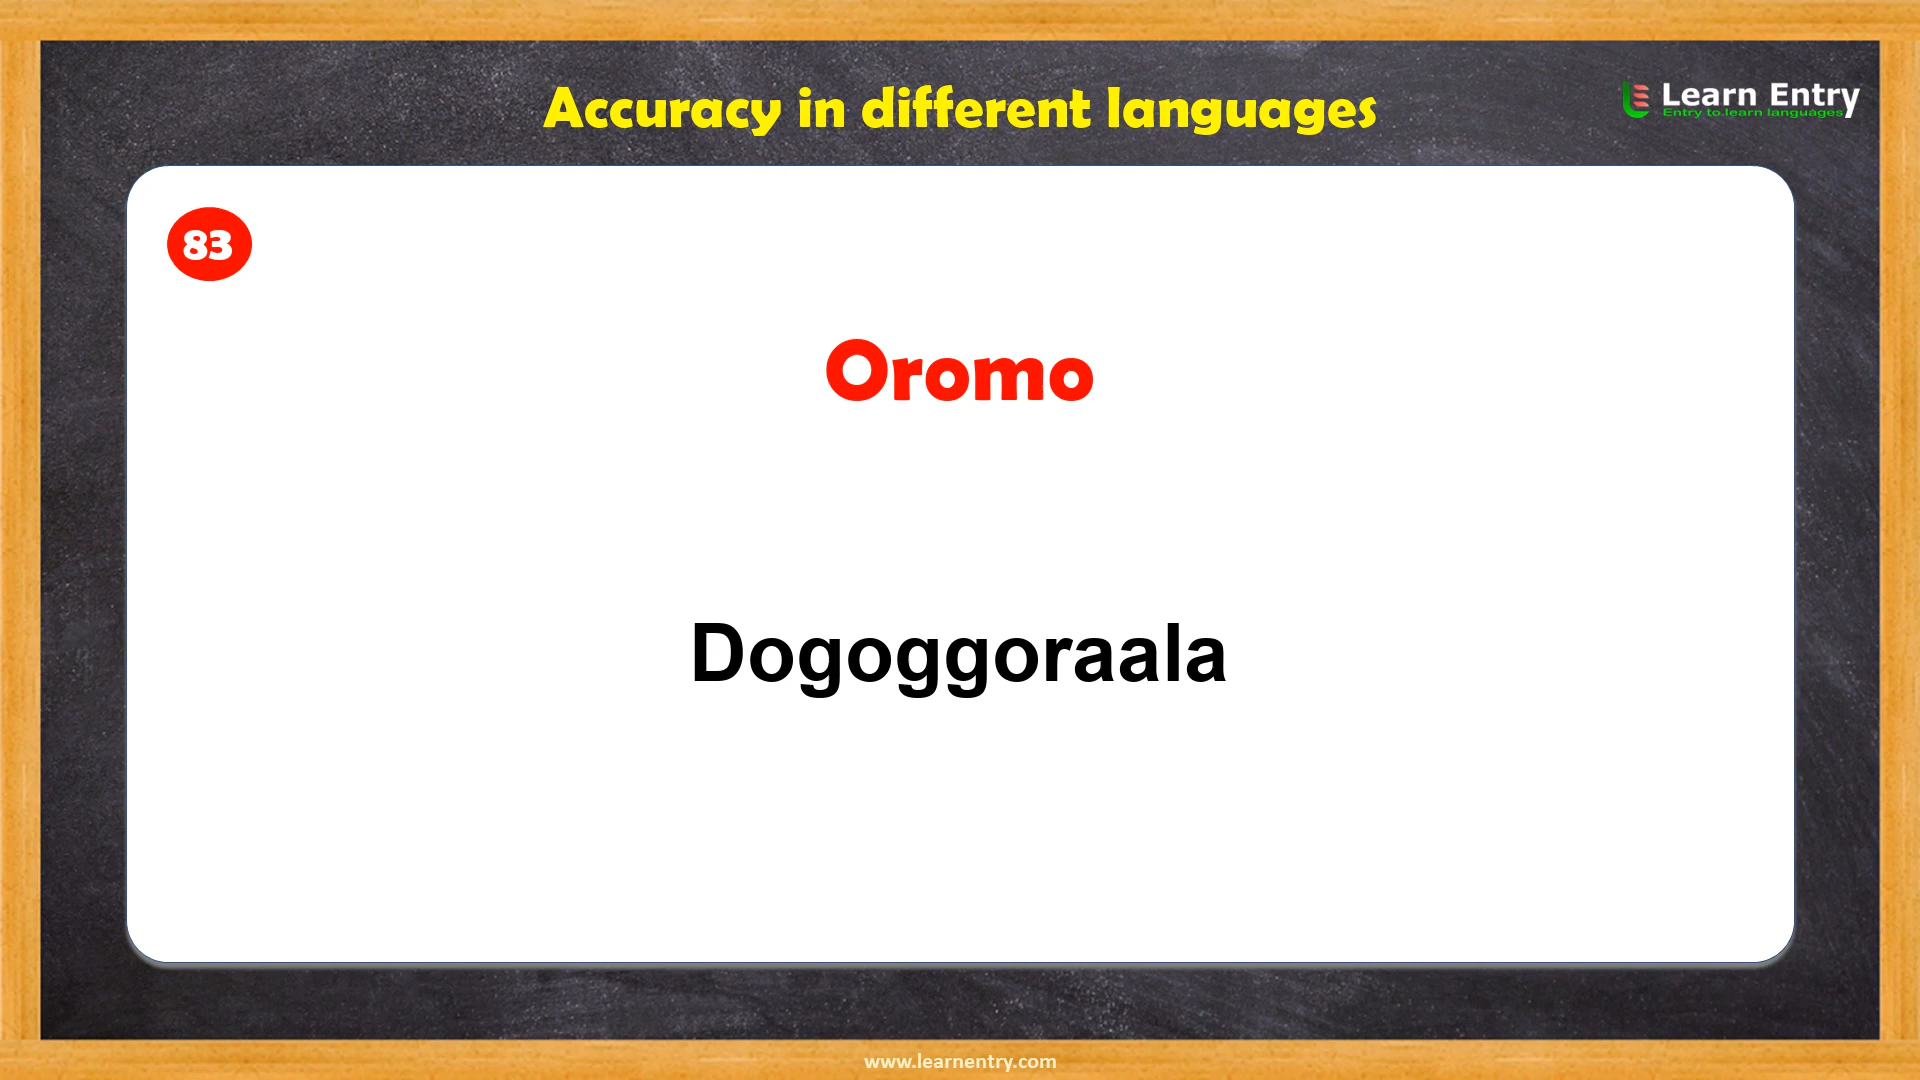 Accuracy in different languages
Learn Entry
Entry to learn languages
83
Oromo
Dogoggoraala
www.learnentry.com